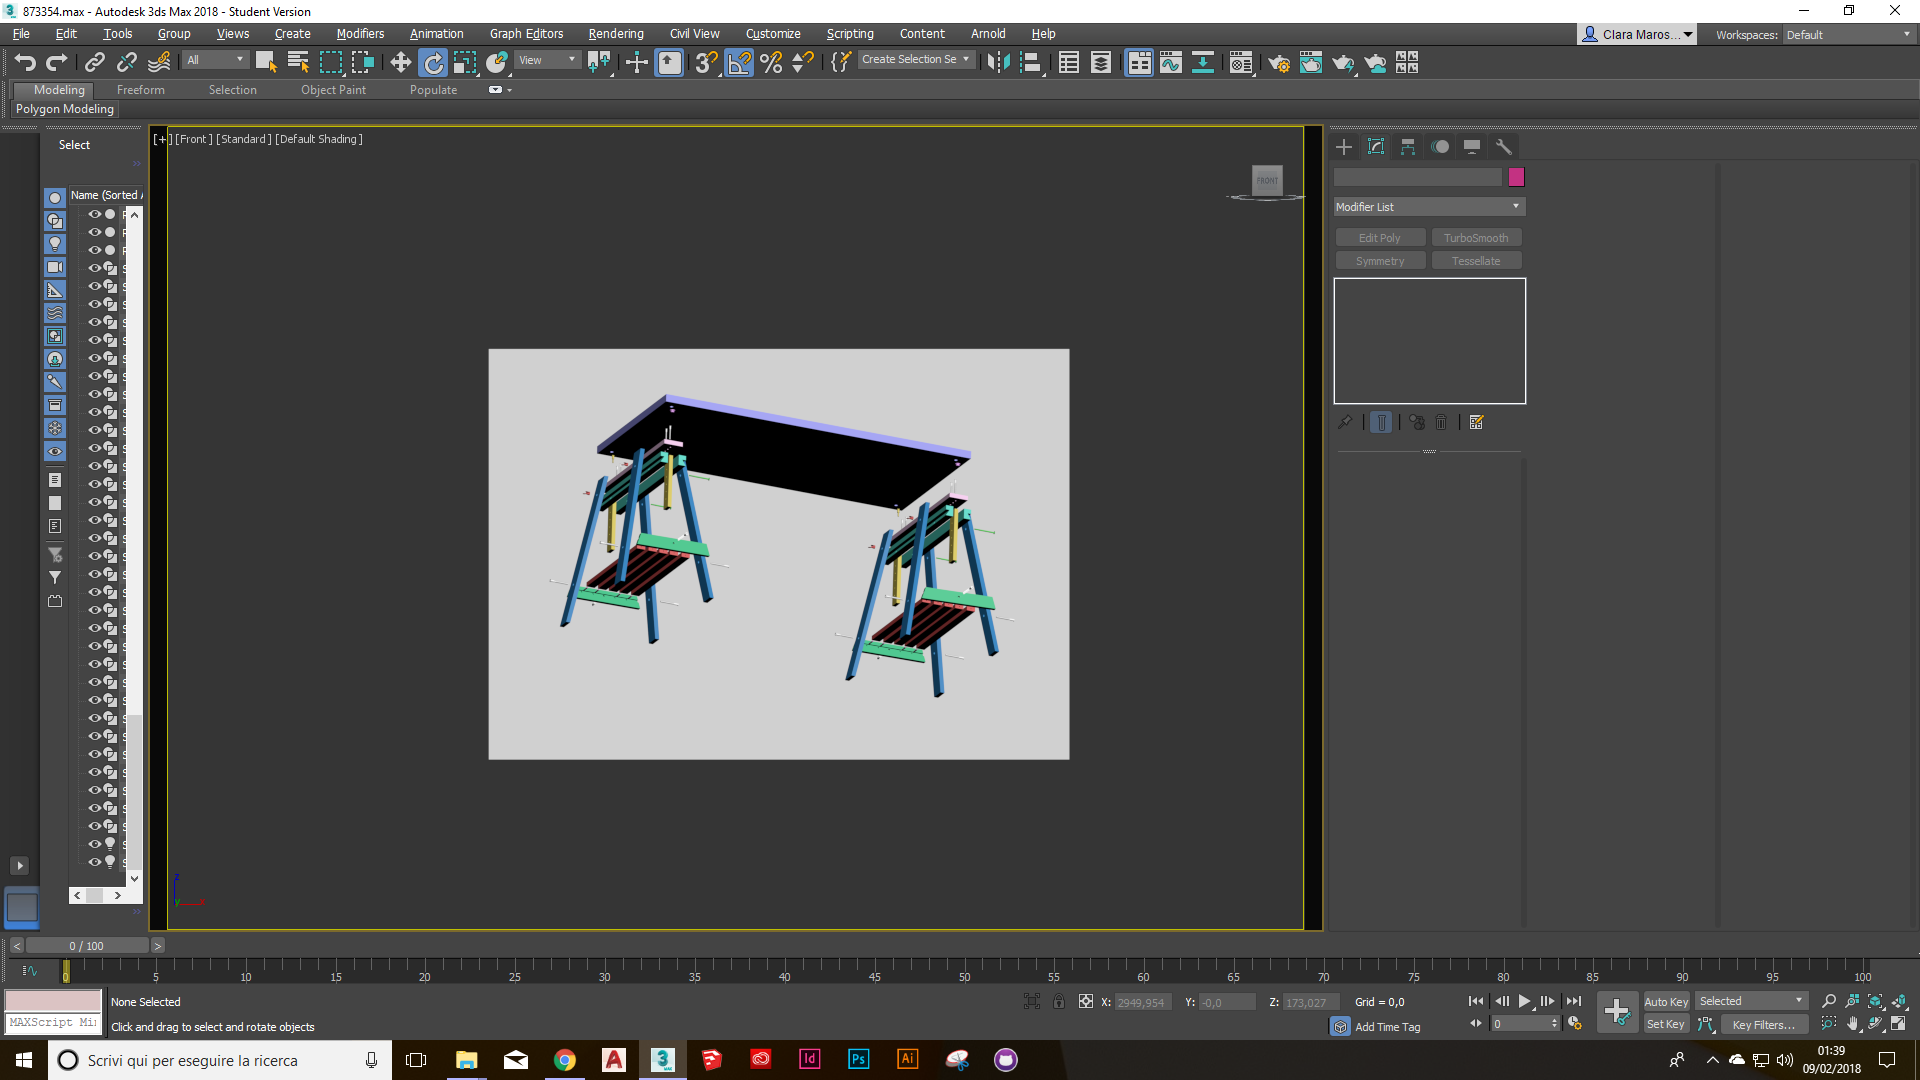 873354.max - Autodesk 3ds Max 2018 - Student Version
File Edit Tools Group Views Create Modifiers Animation Graph Editors Rendering Civil View Customize Scripting Content Arnold Help
Clara Maros...
Workspaces: Default
All
View
Create Selection Se
Modeling Freeform Selection Object Paint Populate
Polygon Modeling
Select
Name (Sorted
[+] [Front ] [Standard ] [Default Shading ]
FRONT
Modifier List
Edit Poly TurboSmooth
Symmetry Tessellate
0 / 100
0 5 10 15 20 25 30 35 40 45 50 55 60 65 70 75 80 85 90 95 100
None Selected
X: 2949,954 Y: -0,0 Z: 173,027 Grid = 0,0
Auto Key Selected
MAXScript Mi
Click and drag to select and rotate objects
Add Time Tag
0
Set Key Key Filters...
Scrivi qui per eseguire la ricerca
01:39
09/02/2018